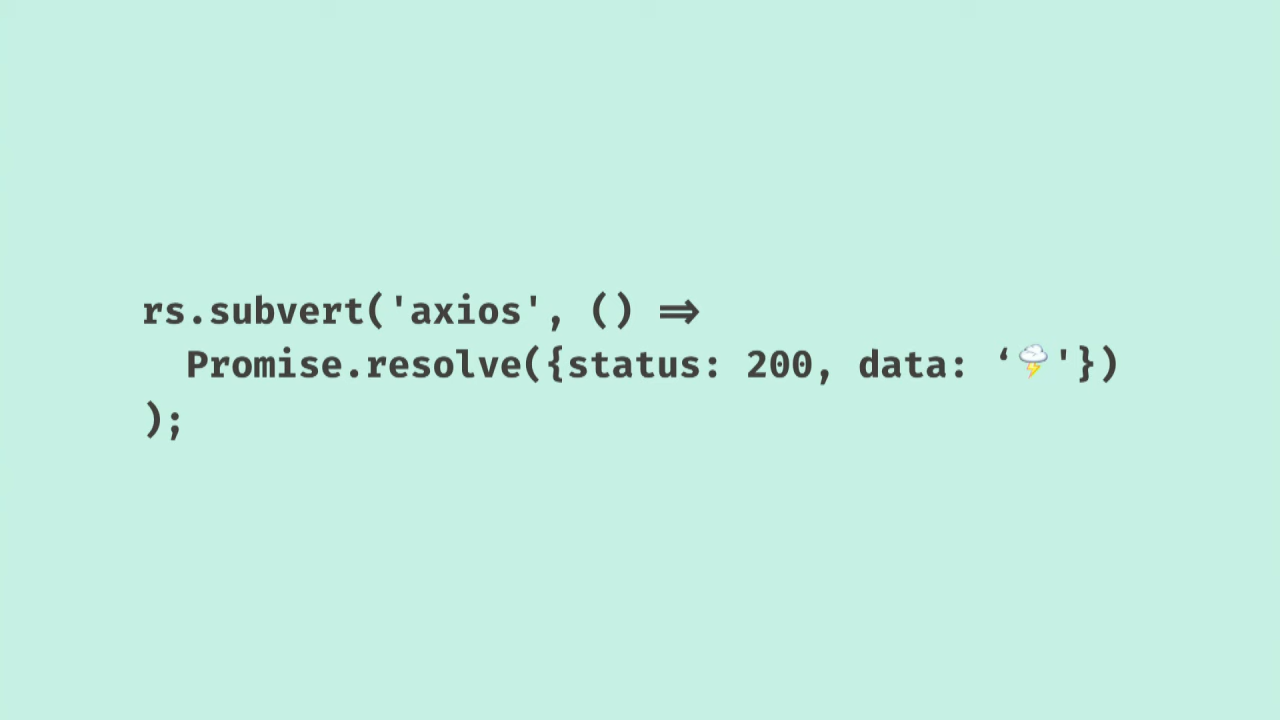 rs.subvert('axios', () =>
  Promise.resolve({status: 200, data: ‘🌩'})
);